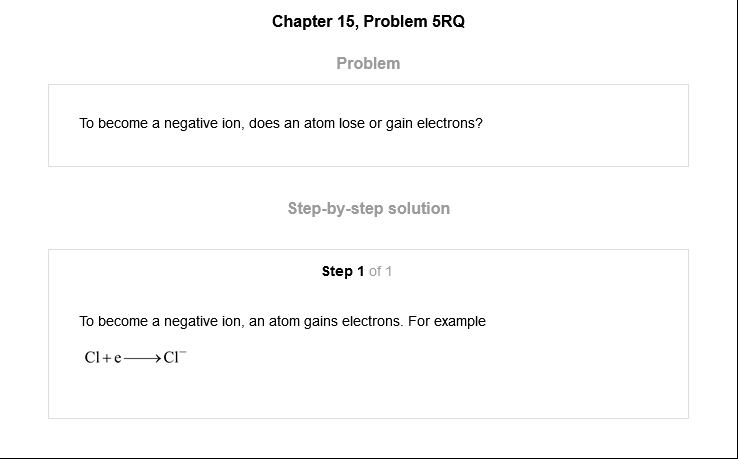 Chapter 15, Problem 5RQ
Problem
To become a negative ion, does an atom lose or gain electrons?
Step-by-step solution
Step 1 of 1
To become a negative ion, an atom gains electrons. For example
Cl+e⟶Cl⁻